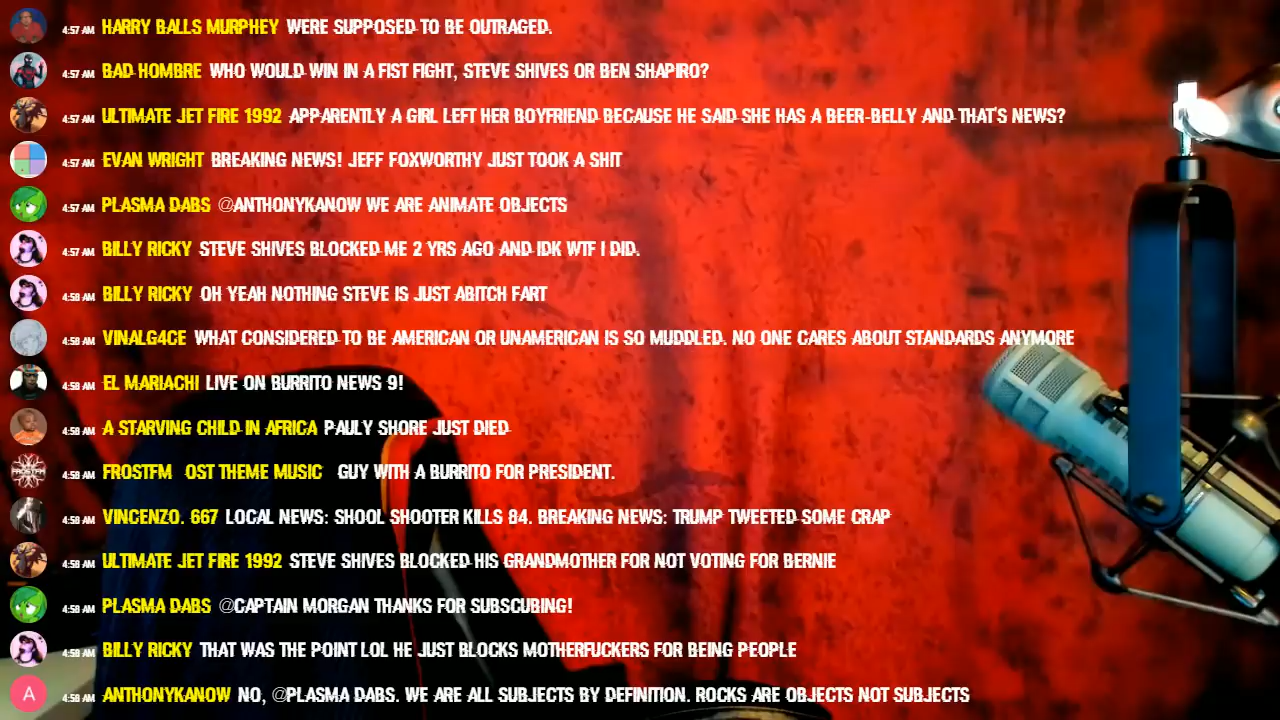 4:57 AM HARRY BALLS MURPHEY WERE SUPPOSED TO BE OUTRAGED.
4:57 AM BAD HOMBRE WHO WOULD WIN IN A FIST FIGHT, STEVE SHIVES OR BEN SHAPIRO?
4:57 AM ULTIMATE JET FIRE 1992 APPARENTLY A GIRL LEFT HER BOYFRIEND BECAUSE HE SAID SHE HAS A BEER-BELLY AND THAT'S NEWS?
4:57 AM EVAN WRIGHT BREAKING NEWS! JEFF FOXWORTHY JUST TOOK A SHIT
4:57 AM PLASMA DABS @ANTHONYKANOW WE ARE ANIMATE OBJECTS
4:57 AM BILLY RICKY STEVE SHIVES BLOCKED ME 2 YRS AGO AND IDK WTF I DID.
4:58 AM BILLY RICKY OH YEAH NOTHING STEVE IS JUST ABITCH FART
4:58 AM VINALG4CE WHAT CONSIDERED TO BE AMERICAN OR UNAMERICAN IS SO MUDDLED. NO ONE CARES ABOUT STANDARDS ANYMORE
4:58 AM EL MARIACHI LIVE ON BURRITO NEWS 9!
4:58 AM A STARVING CHILD IN AFRICA PAULY SHORE JUST DIED
4:58 AM FROSTFM OST THEME MUSIC GUY WITH A BURRITO FOR PRESIDENT.
4:58 AM VINCENZO. 667 LOCAL NEWS: SHOOL SHOOTER KILLS 84. BREAKING NEWS: TRUMP TWEETED SOME CRAP
4:58 AM ULTIMATE JET FIRE 1992 STEVE SHIVES BLOCKED HIS GRANDMOTHER FOR NOT VOTING FOR BERNIE
4:58 AM PLASMA DABS @CAPTAIN MORGAN THANKS FOR SUBSCUBING!
4:58 AM BILLY RICKY THAT WAS THE POINT LOL HE JUST BLOCKS MOTHERFUCKERS FOR BEING PEOPLE
A 4:58 AM ANTHONYKANOW NO, @PLASMA DABS. WE ARE ALL SUBJECTS BY DEFINITION. ROCKS ARE OBJECTS NOT SUBJECTS